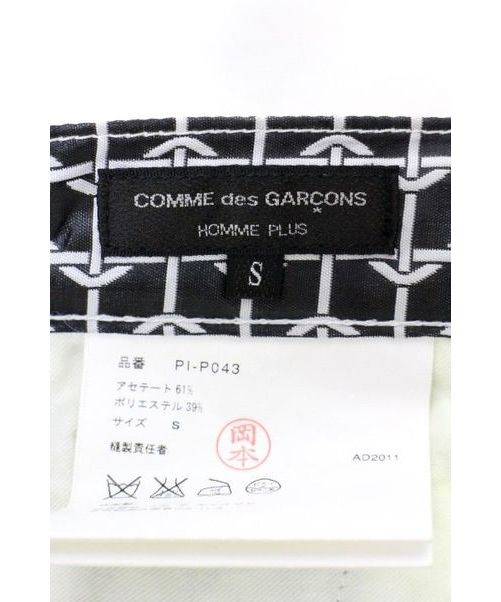 COMME des GARÇONS
HOMME PLUS
S
品番 PI-P043
アセテート 61%
ポリエステル 39%
サイズ S
縫製責任者
岡本
AD2011